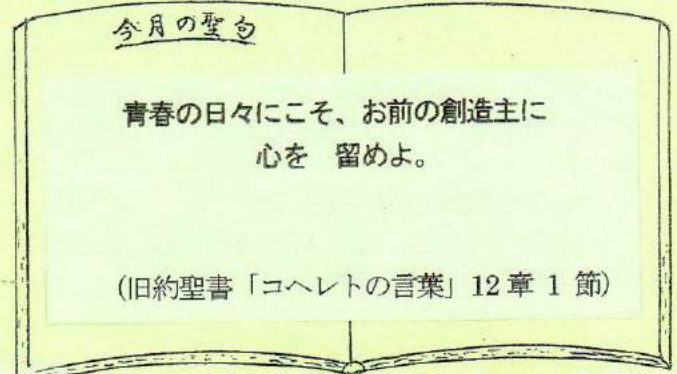 今月の聖句
青春の日々にこそ、お前の創造主に
心を　留めよ。
(旧約聖書「コヘレトの言葉」12章 1 節)